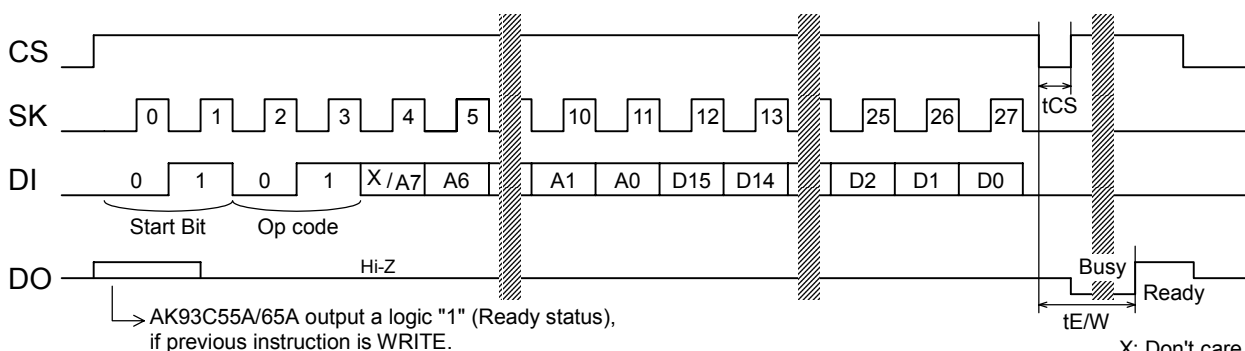 CS
tCS
SK 0 1 2 3 4 5 10 11 12 13 25 26 27
DI 0 1 0 1 X/A7 A6 A1 A0 D15 D14 D2 D1 D0
Start Bit Op code
DO Hi-Z Busy Ready
tE/W
AK93C55A/65A output a logic "1" (Ready status),
if previous instruction is WRITE.
X: Don't care